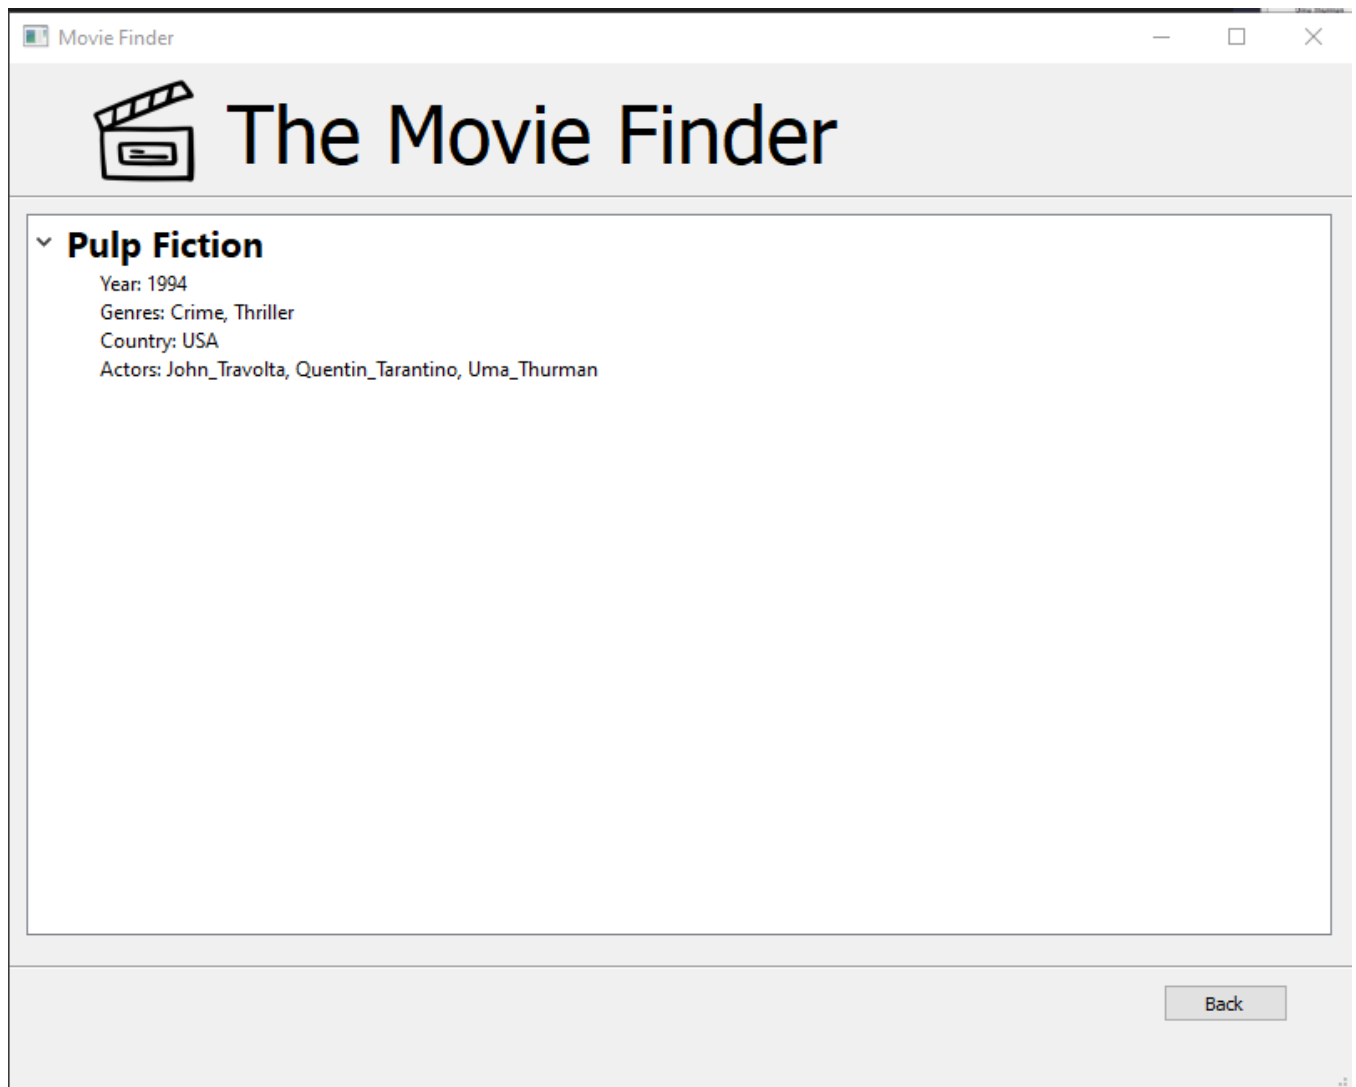 Movie Finder
The Movie Finder
Pulp Fiction
Year: 1994
Genres: Crime, Thriller
Country: USA
Actors: John_Travolta, Quentin_Tarantino, Uma_Thurman
Back